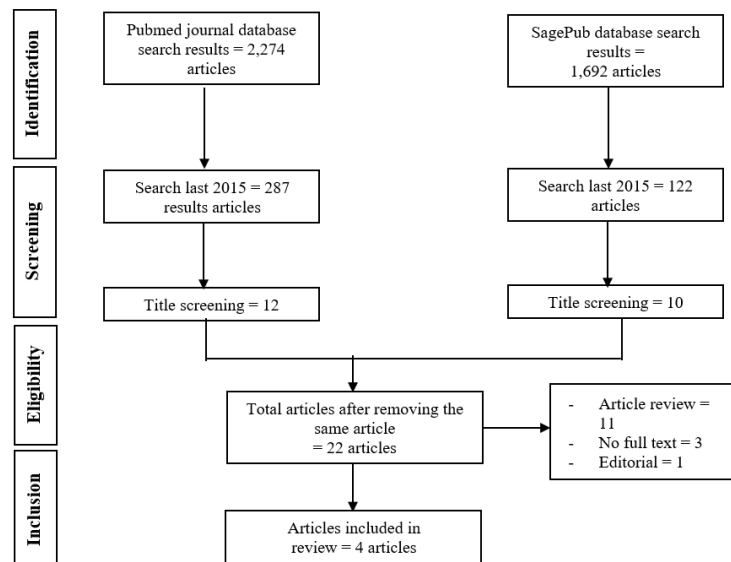 Identification
Pubmed journal database
search results = 2,274
articles
SagePub database search
results =
1,692 articles
Screening
Search last 2015 = 287
results articles
Search last 2015 = 122
articles
Title screening = 12
Title screening = 10
Eligibility
Total articles after removing the
same article
= 22 articles
- Article review =
11
- No full text = 3
- Editorial = 1
Inclusion
Articles included in
review = 4 articles